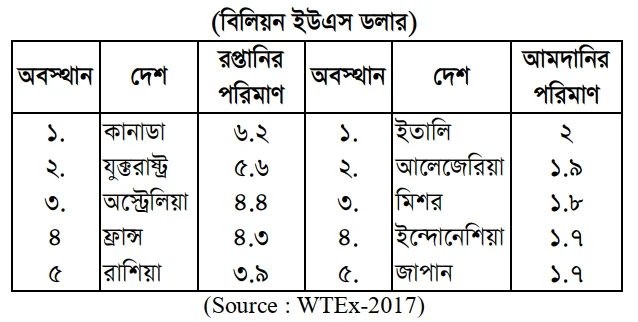 (বিলিয়ন ইউএস ডলার)
অবস্থান দেশ রপ্তানির পরিমাণ অবস্থান দেশ আমদানির পরিমাণ
১. কানাডা ৬.২ ১. ইতালি ২
২. যুক্তরাষ্ট্র ৫.৬ ২. আলেজেরিয়া ১.৯
৩. অস্ট্রেলিয়া ৪.৪ ৩. মিশর ১.৮
৪ ফ্রান্স ৪.৩ ৪. ইন্দোনেশিয়া ১.৭
৫ রাশিয়া ৩.৯ ৫. জাপান ১.৭
(Source : WTEx-2017)